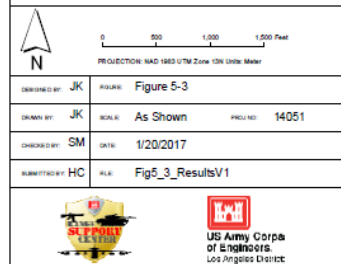 N
0 500 1,000 1,500 Feet
PROJECTION: NAD 1983 UTM Zone 13N Units: Meter
DESIGNED BY: JK FIGURE: Figure 5-3
DRAWN BY: JK SCALE: As Shown PROJ NO: 14051
CHECKED BY: SM DATE: 1/20/2017
SUBMITTED BY: HC FILE: Fig5_3_ResultsV1
SUPPORT
CENTER
US Army Corps
of Engineers.
Los Angeles District